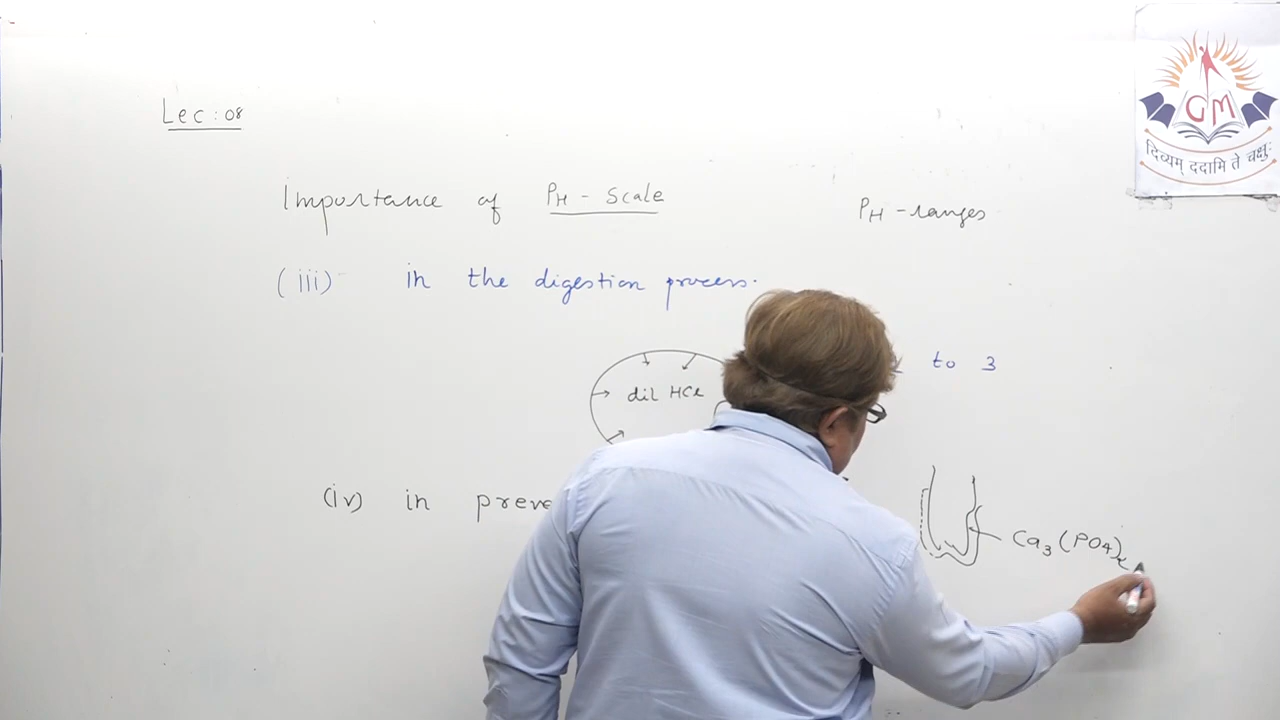 Lec : 08
GM
दिव्यम् ददामि ते चक्षुः
Importance of PH - Scale
PH - ranges
(iii) in the digestion process.
to 3
dil HCl
(iv) in preve
Ca3(PO4)2